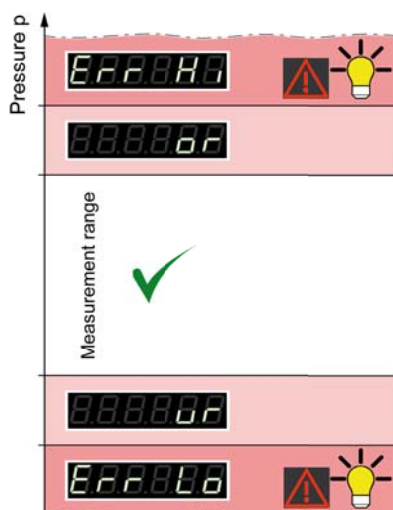 Pressure p
Err Hi
or
Measurement range
ur
Err Lo